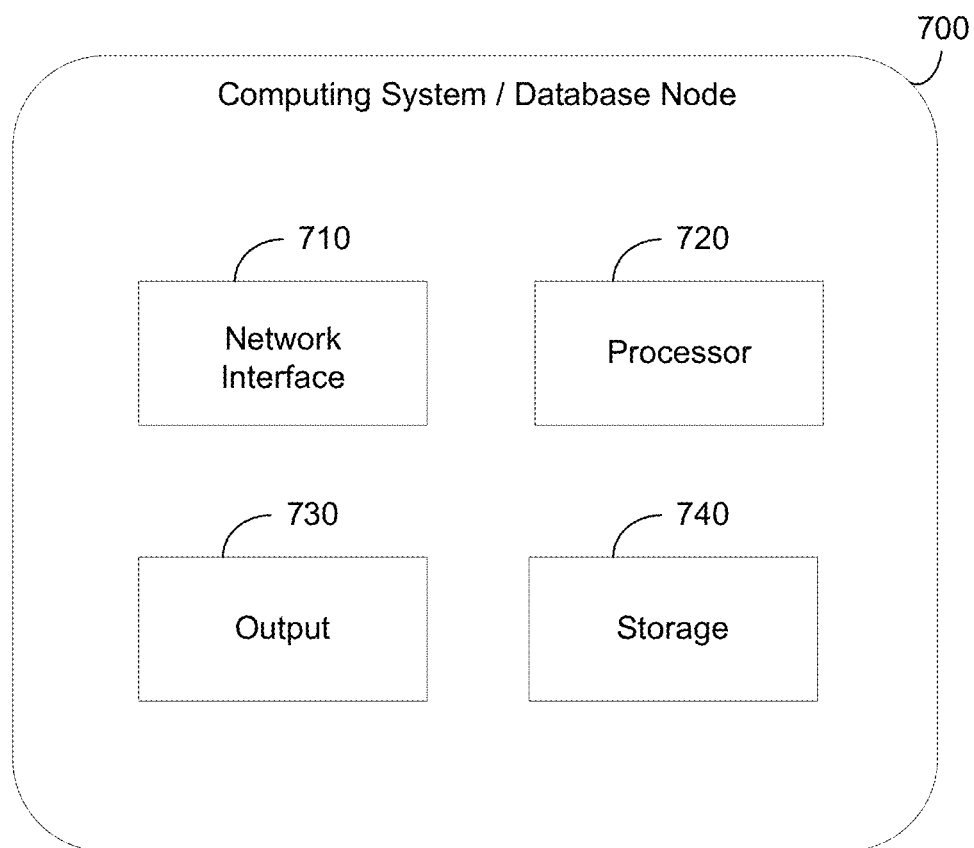 700
Computing System / Database Node
710
720
Network
Interface
Processor
730
740
Output
Storage